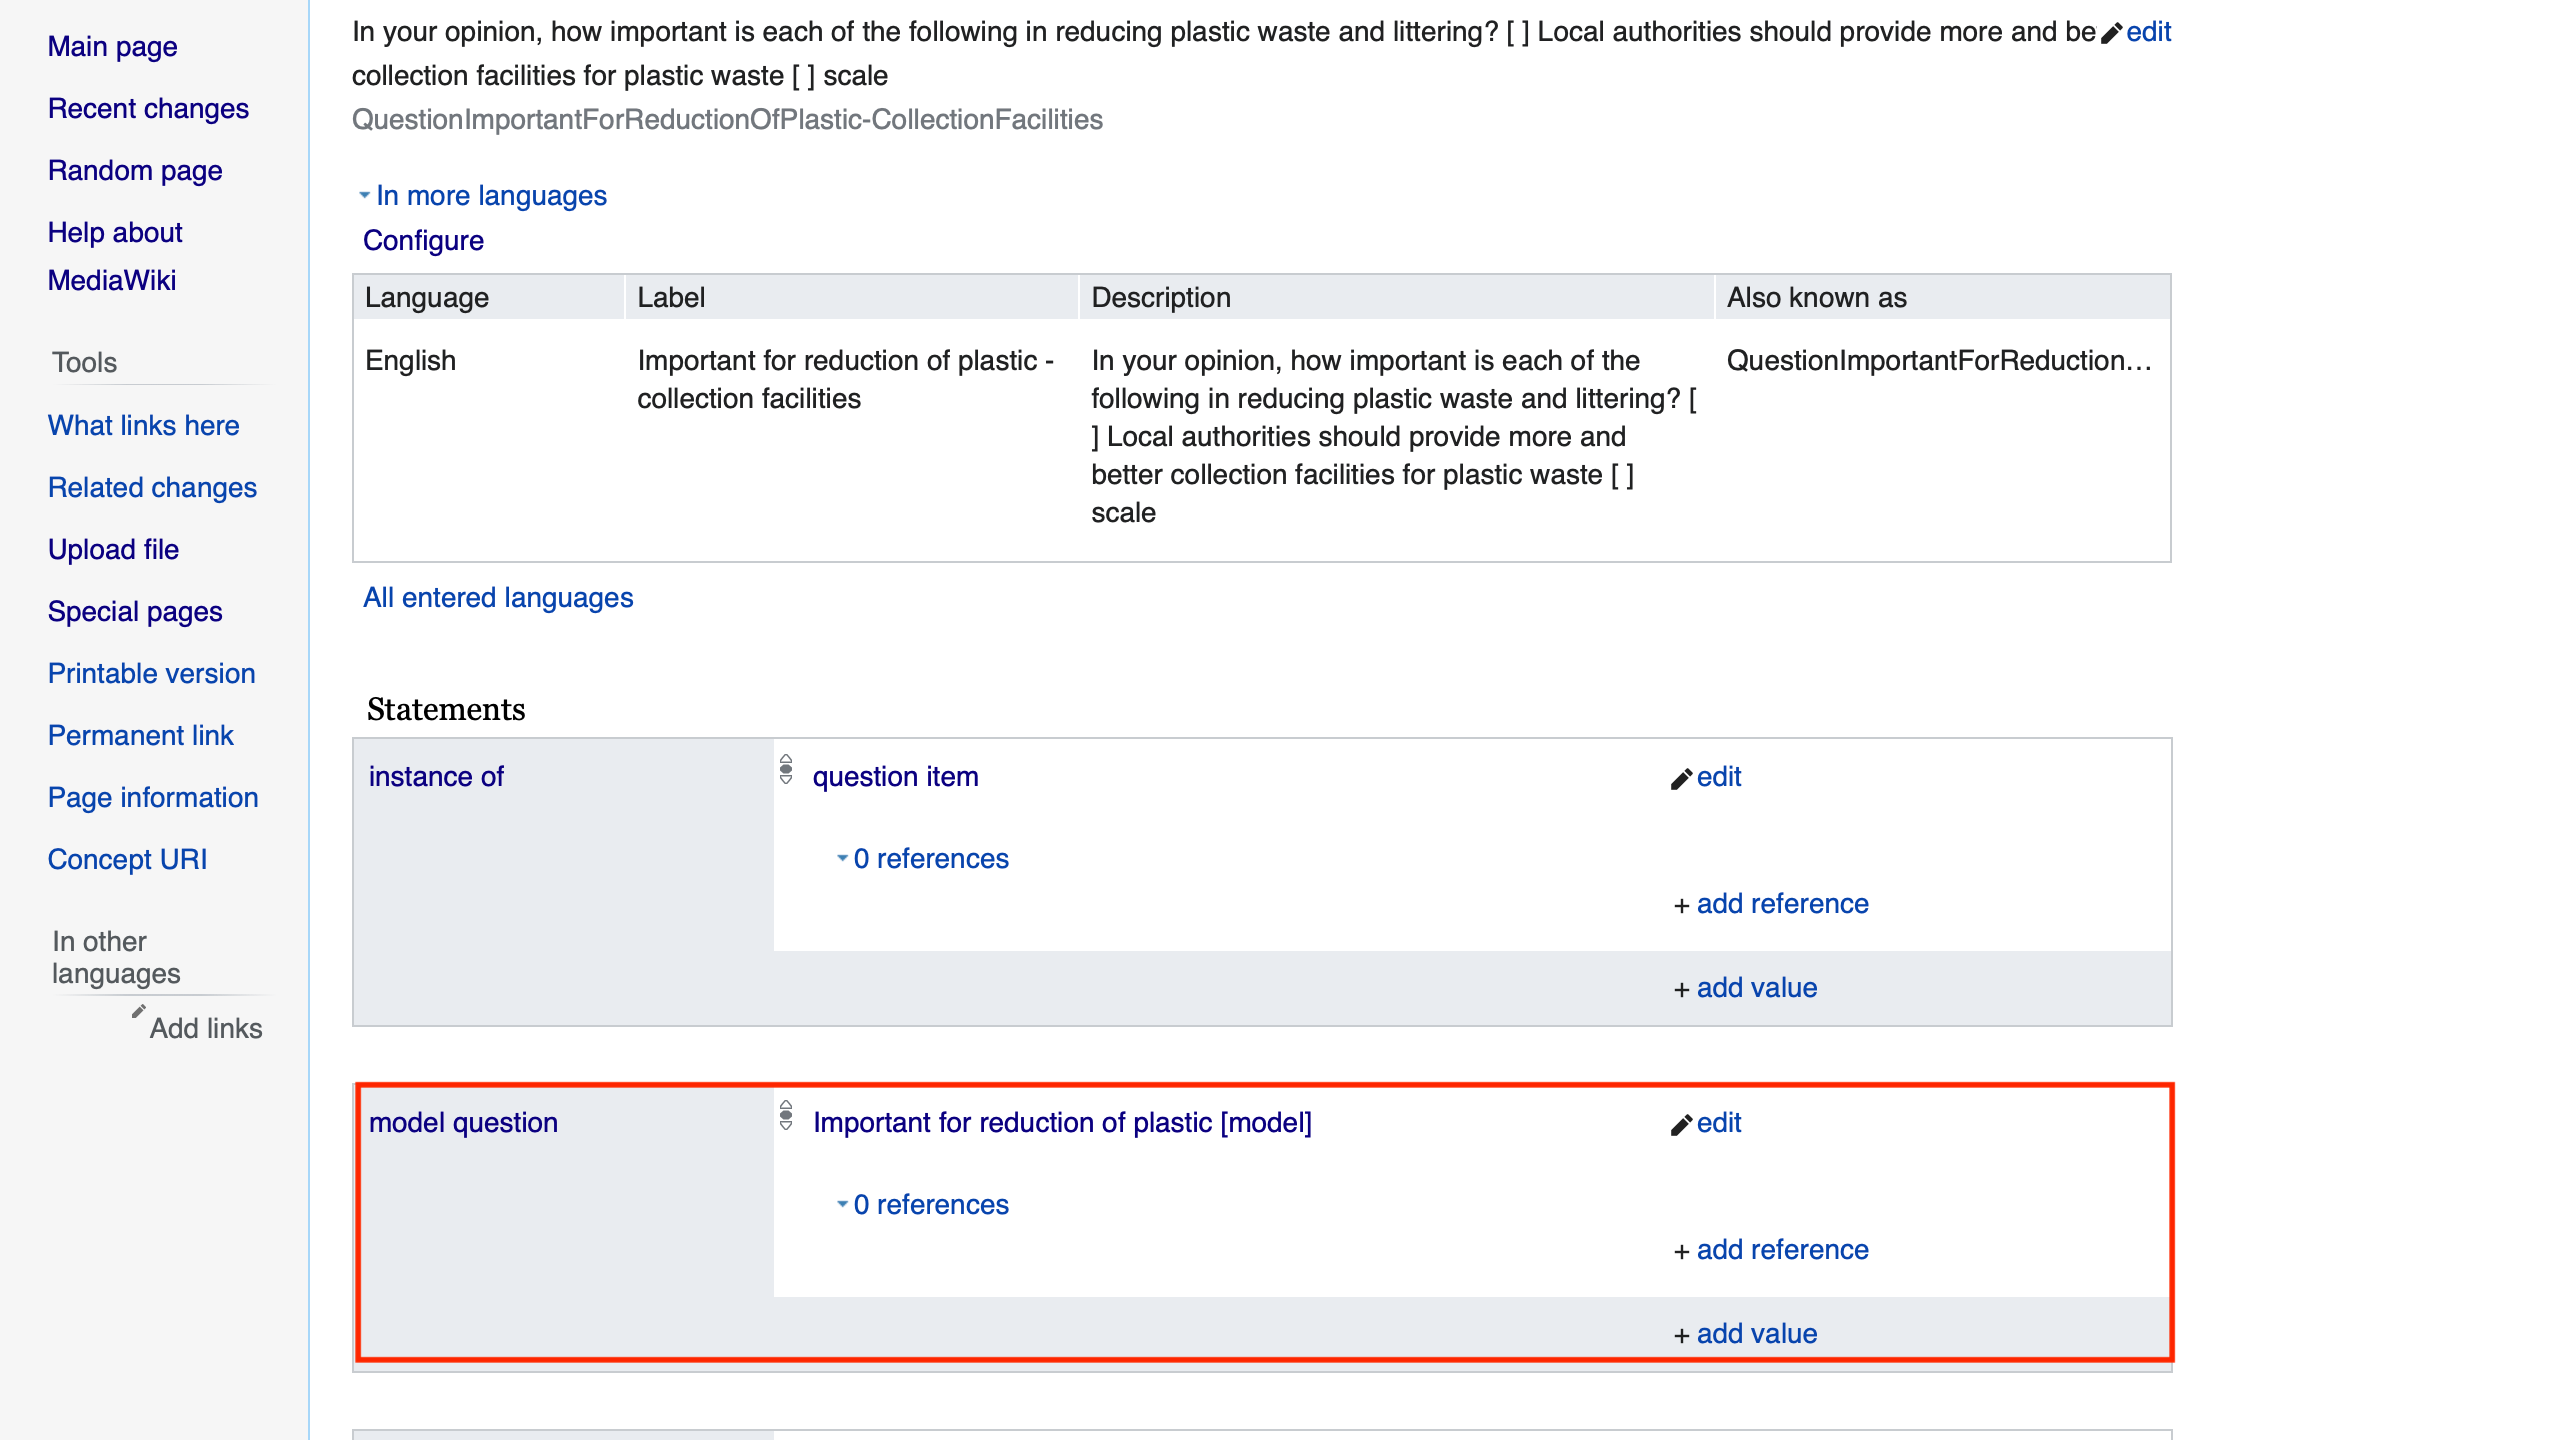 Main page
Recent changes
Random page
Help about
MediaWiki
Tools
What links here
Related changes
Upload file
Special pages
Printable version
Permanent link
Page information
Concept URI
In other
languages
Add links
In your opinion, how important is each of the following in reducing plastic waste and littering? [ ] Local authorities should provide more and be
edit
collection facilities for plastic waste [ ] scale
QuestionImportantForReductionOfPlastic-CollectionFacilities
In more languages
Configure
Language Label Description Also known as
English
Important for reduction of plastic -
collection facilities
In your opinion, how important is each of the
following in reducing plastic waste and littering? [
] Local authorities should provide more and
better collection facilities for plastic waste [ ]
scale
QuestionImportantForReduction…
All entered languages
Statements
instance of
question item
edit
0 references
+ add reference
+ add value
model question
Important for reduction of plastic [model]
edit
0 references
+ add reference
+ add value